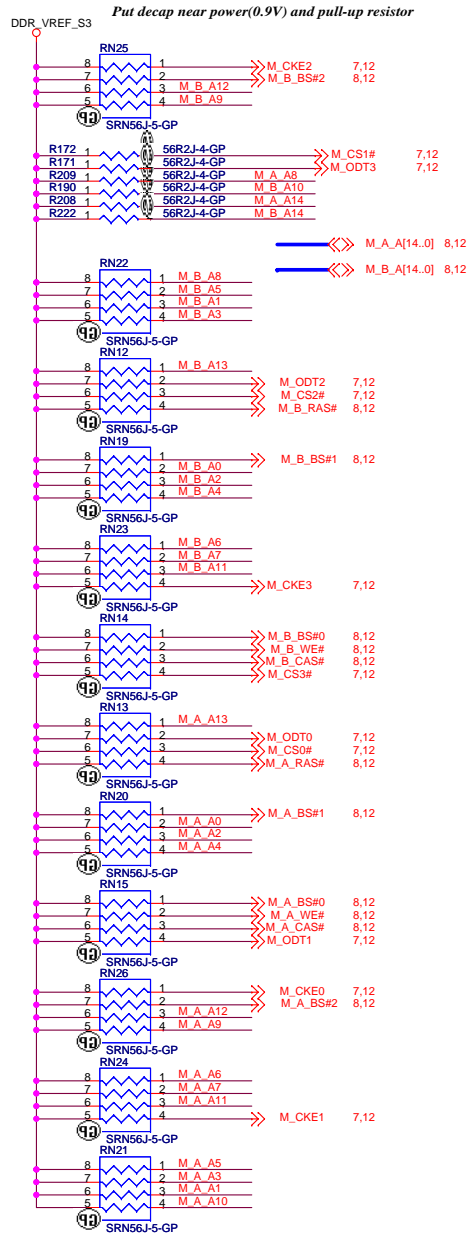 Put decap near power(0.9V) and pull-up resistor
DDR_VREF_S3
RN25
8 1 M_CKE2 7,12
7 2 M_B_BS#2 8,12
6 3 M_B_A12
5 4 M_B_A9
GP
SRN56J-5-GP
R172 1 56R2J-4-GP M_CS1# 7,12
R171 1 56R2J-4-GP M_ODT3 7,12
R209 1 56R2J-4-GP M_A_A8
R190 1 56R2J-4-GP M_B_A10
R208 1 56R2J-4-GP M_A_A14
R222 1 56R2J-4-GP M_B_A14
M_A_A[14..0] 8,12
M_B_A[14..0] 8,12
RN22
8 1 M_B_A8
7 2 M_B_A5
6 3 M_B_A1
5 4 M_B_A3
GP
SRN56J-5-GP
RN12
8 1 M_B_A13
7 2 M_ODT2 7,12
6 3 M_CS2# 7,12
5 4 M_B_RAS# 8,12
GP
SRN56J-5-GP
RN19
8 1 M_B_BS#1 8,12
7 2 M_B_A0
6 3 M_B_A2
5 4 M_B_A4
GP
SRN56J-5-GP
RN23
8 1 M_B_A6
7 2 M_B_A7
6 3 M_B_A11
5 4 M_CKE3 7,12
GP
SRN56J-5-GP
RN14
8 1 M_B_BS#0 8,12
7 2 M_B_WE# 8,12
6 3 M_B_CAS# 8,12
5 4 M_CS3# 7,12
GP
SRN56J-5-GP
RN13
8 1 M_A_A13
7 2 M_ODT0 7,12
6 3 M_CS0# 7,12
5 4 M_A_RAS# 8,12
GP
SRN56J-5-GP
RN20
8 1 M_A_BS#1 8,12
7 2 M_A_A0
6 3 M_A_A2
5 4 M_A_A4
GP
SRN56J-5-GP
RN15
8 1 M_A_BS#0 8,12
7 2 M_A_WE# 8,12
6 3 M_A_CAS# 8,12
5 4 M_ODT1 7,12
GP
SRN56J-5-GP
RN26
8 1 M_CKE0 7,12
7 2 M_A_BS#2 8,12
6 3 M_A_A12
5 4 M_A_A9
GP
SRN56J-5-GP
RN24
8 1 M_A_A6
7 2 M_A_A7
6 3 M_A_A11
5 4 M_CKE1 7,12
GP
SRN56J-5-GP
RN21
8 1 M_A_A5
7 2 M_A_A3
6 3 M_A_A1
5 4 M_A_A10
GP
SRN56J-5-GP